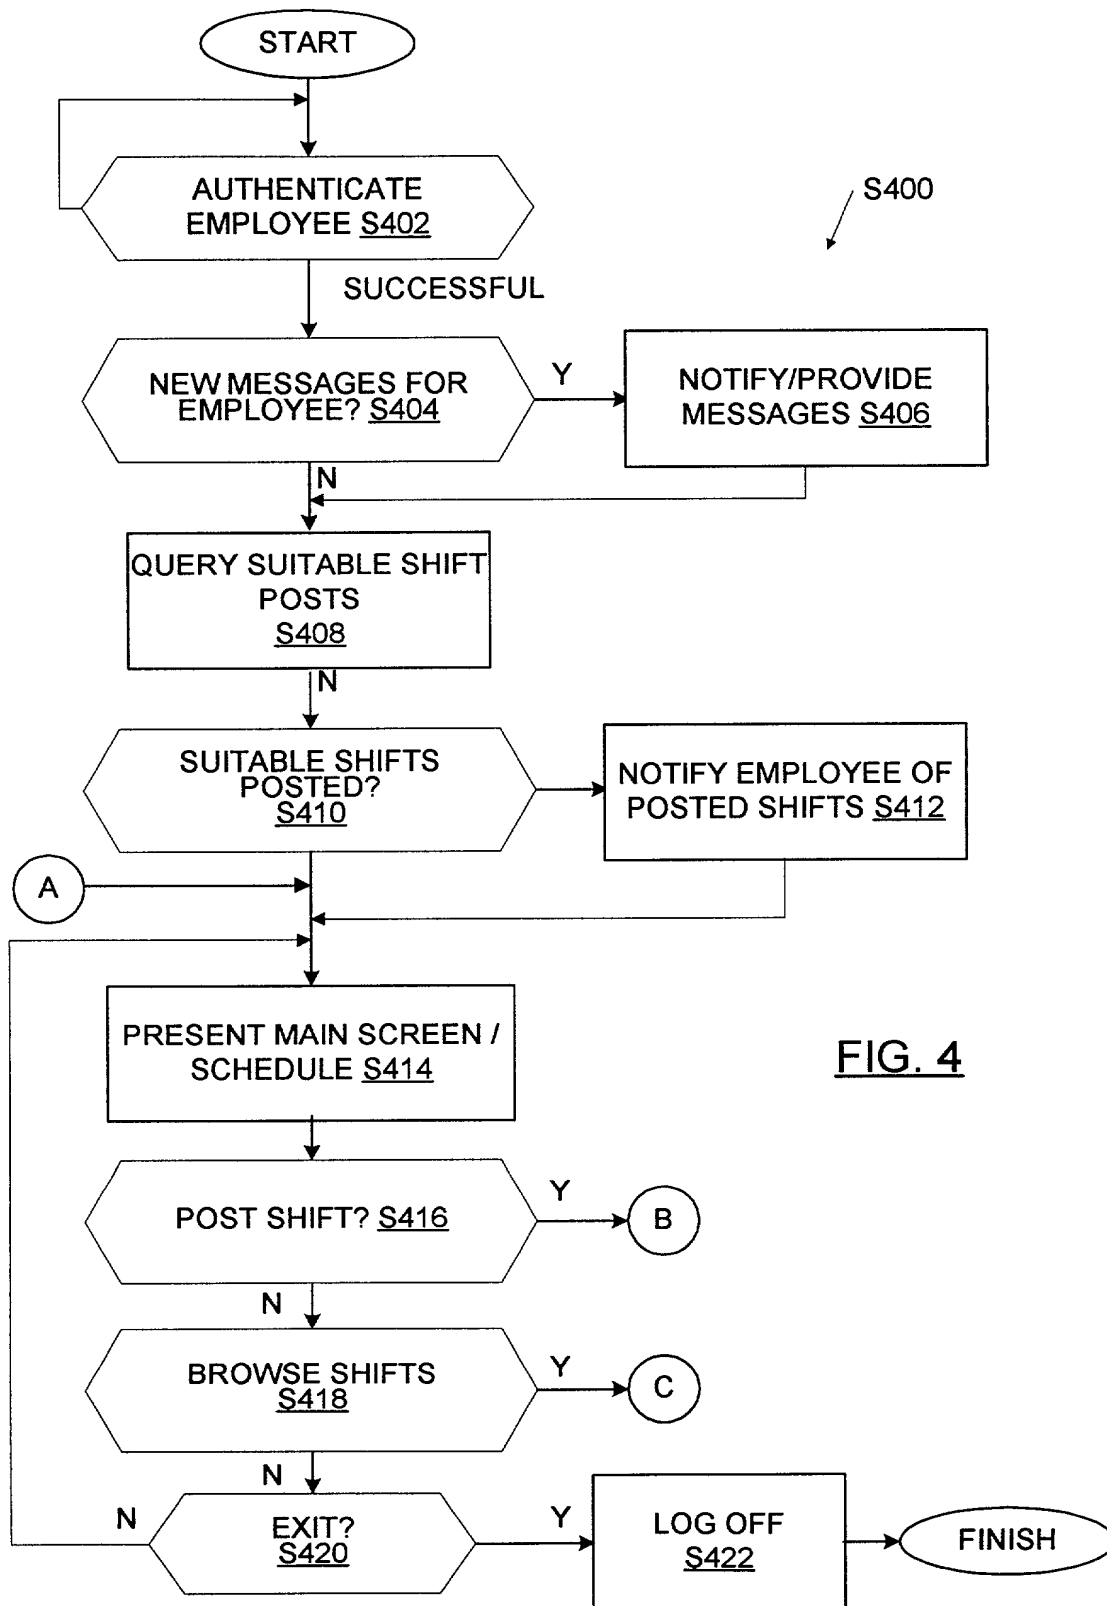 START
AUTHENTICATE
EMPLOYEE S402
S400
SUCCESSFUL
NEW MESSAGES FOR
EMPLOYEE? S404
Y
NOTIFY/PROVIDE
MESSAGES S406
N
QUERY SUITABLE SHIFT
POSTS
S408
N
SUITABLE SHIFTS
POSTED?
S410
NOTIFY EMPLOYEE OF
POSTED SHIFTS S412
A
PRESENT MAIN SCREEN /
SCHEDULE S414
FIG. 4
POST SHIFT? S416
Y
B
N
BROWSE SHIFTS
S418
Y
C
N
N
EXIT?
S420
Y
LOG OFF
S422
FINISH